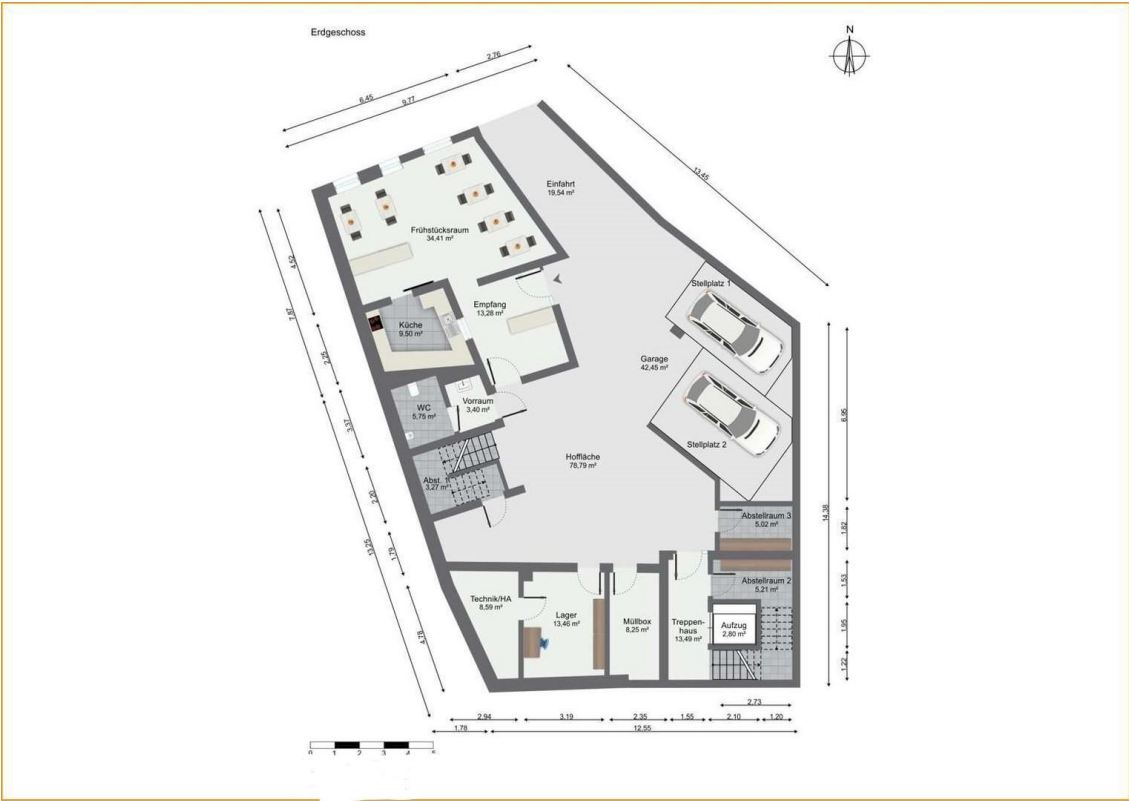 Erdgeschoss
N
2.76
6.45
9.77
13.45
Einfahrt
19,54 m²
Frühstücksraum
34,41 m²
4.52
7.87
Stellplatz 1
Empfang
13,28 m²
Küche
9,50 m²
2.25
Garage
42,45 m²
WC
5,75 m²
Vorraum
3,40 m²
6.95
3.37
Stellplatz 2
Hoffläche
78,79 m²
Abst. 1
3,27 m²
2.20
14.38
Abstellraum 3
5,02 m²
1.82
13.25
1.79
Abstellraum 2
5,21 m²
1.53
Technik/HA
8,59 m²
Lager
13,46 m²
Müllbox
8,25 m²
Treppen-
haus
13,49 m²
Aufzug
2,80 m²
1.95
4.78
1.22
2.73
2.94
3.19
2.35
1.55
2.10
1.20
1.78
12.55
0 1 2 3 4 5